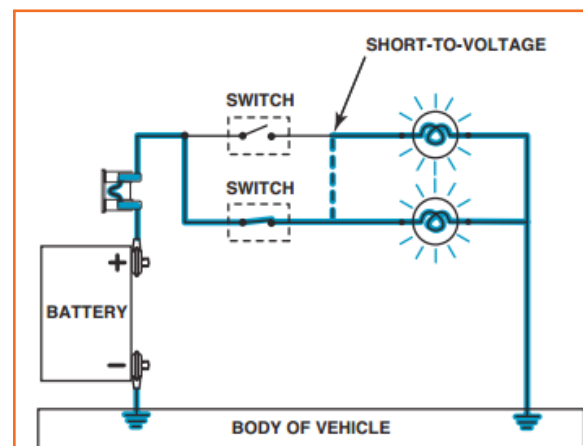 SHORT-TO-VOLTAGE
SWITCH
SWITCH
+
BATTERY
−
BODY OF VEHICLE